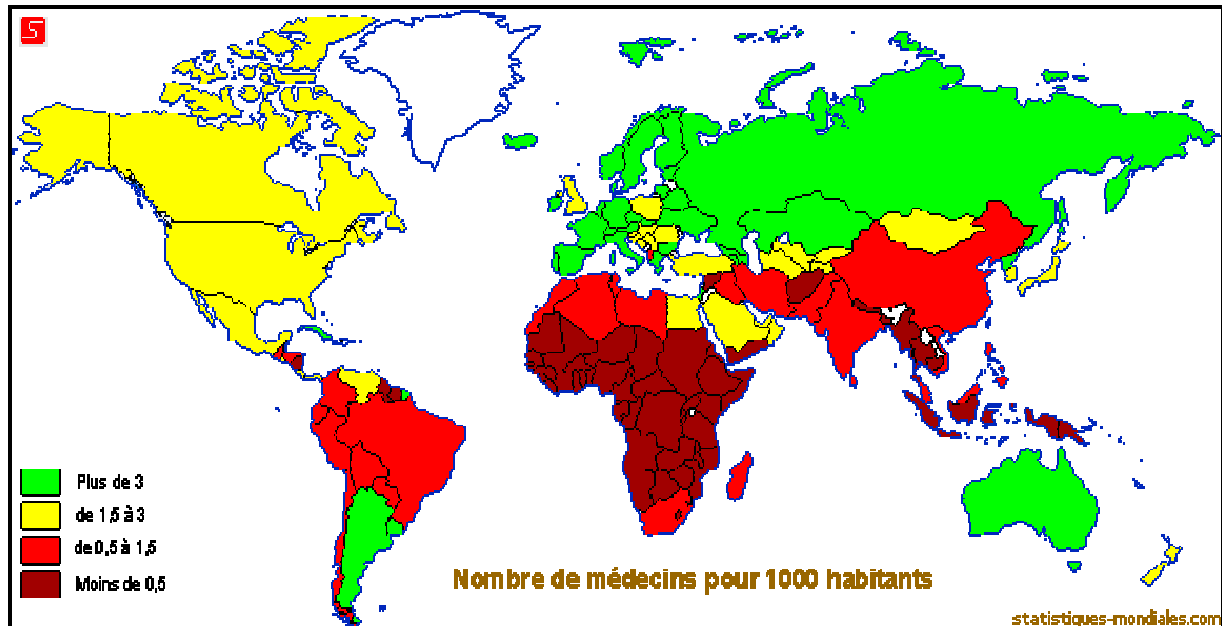 S
Plus de 3
de 1,5 à 3
de 0,5 à 1,5
Moins de 0,5
Nombre de médecins pour 1000 habitants
statistiques-mondiales.com